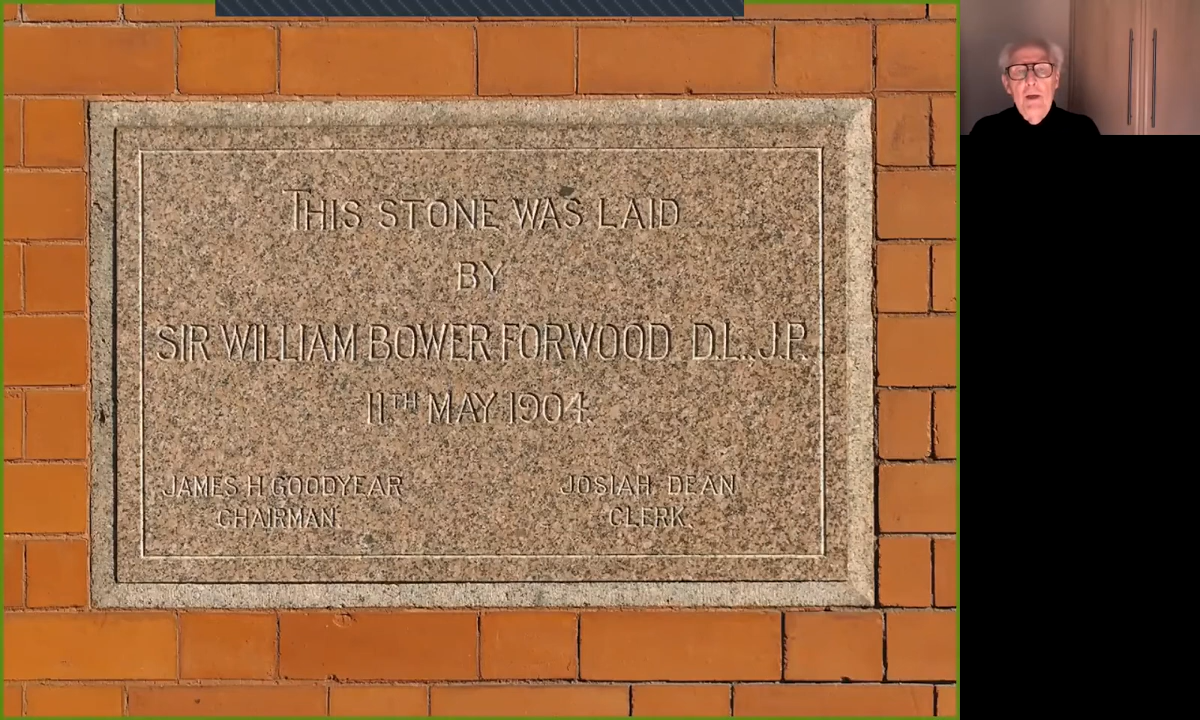 THIS STONE WAS LAID
BY
SIR WILLIAM BOWER FORWOOD D.L., J.P.
11TH MAY 1904.
JAMES H. GOODYEAR
CHAIRMAN.
JOSIAH DEAN
CLERK.